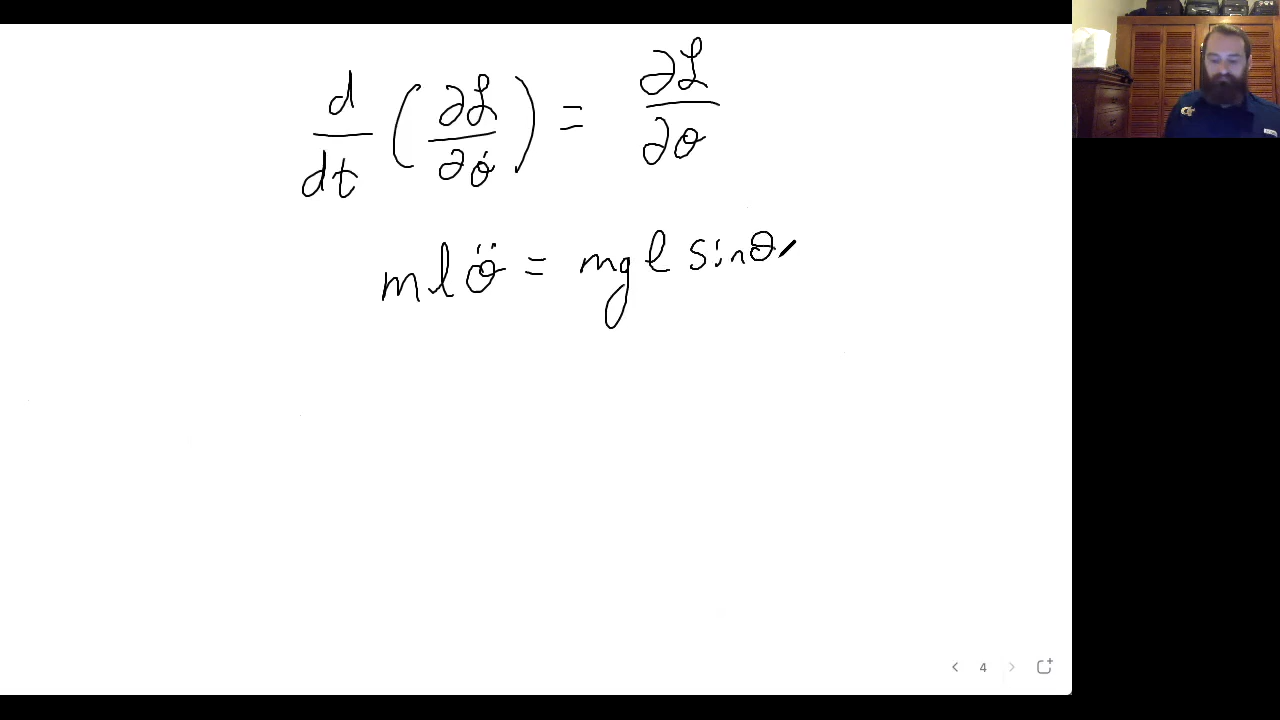 d/dt (∂ℒ/∂θ̇) = ∂ℒ/∂θ
mlθ̈ = mgl sinθ
4